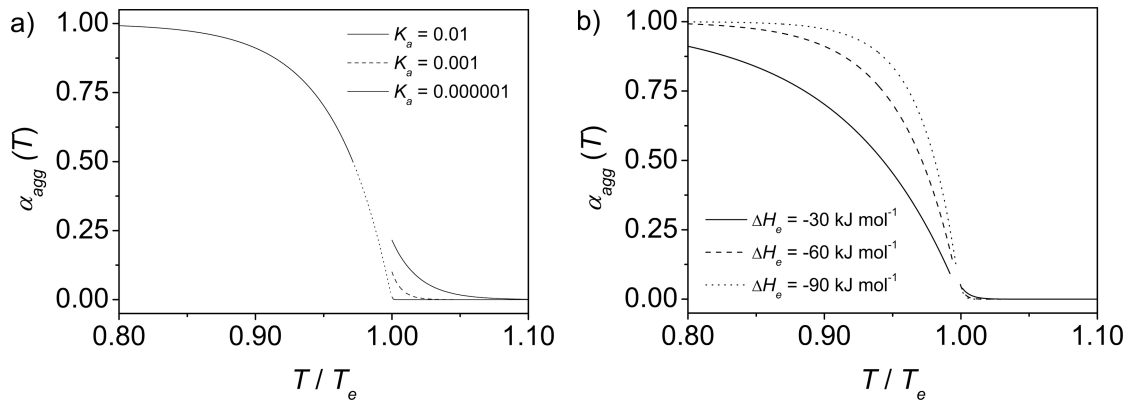 a)
1.00
0.75
0.50
0.25
0.00
α_agg (T)
K_a = 0.01
K_a = 0.001
K_a = 0.000001
0.80 0.90 1.00 1.10
T / T_e
b)
1.00
0.75
0.50
0.25
0.00
α_agg (T)
ΔH_e = -30 kJ mol⁻¹
ΔH_e = -60 kJ mol⁻¹
ΔH_e = -90 kJ mol⁻¹
0.80 0.90 1.00 1.10
T / T_e